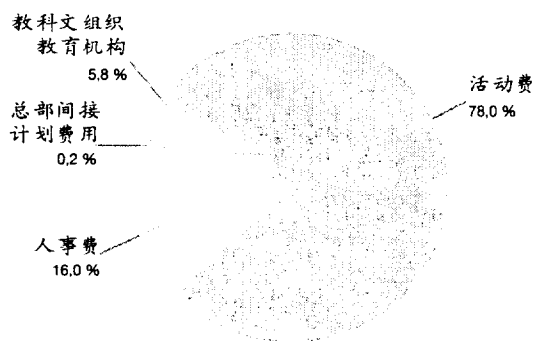 教科文组织
教育机构
5,8 %
活动费
78,0 %
总部间接
计划费用
0,2 %
人事费
16,0 %